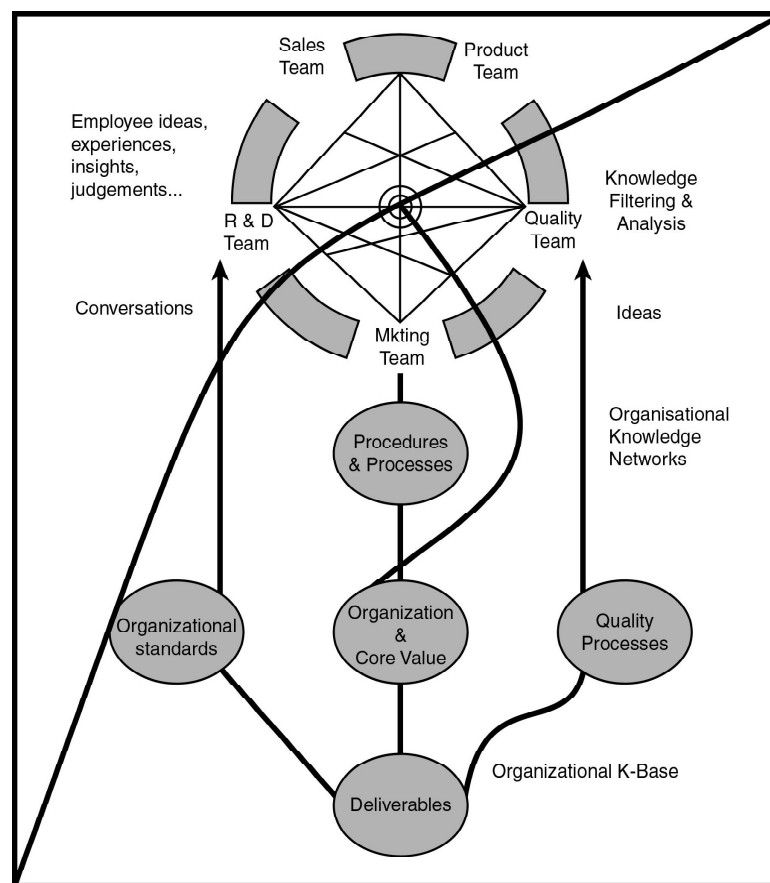 Sales
Team
Product
Team
Employee ideas,
experiences,
insights,
judgements...
R & D
Team
Quality
Team
Knowledge
Filtering &
Analysis
Conversations
Mkting
Team
Ideas
Procedures
& Processes
Organisational
Knowledge
Networks
Organizational
standards
Organization
&
Core Value
Quality
Processes
Organizational K-Base
Deliverables